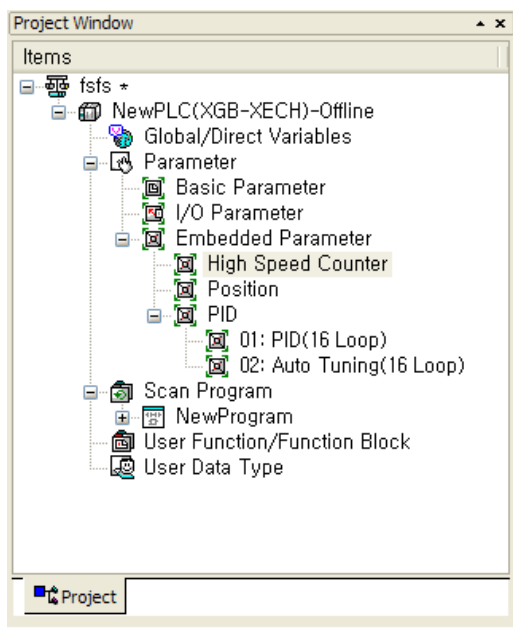 Project Window
Items
fsfs *
NewPLC(XGB-XECH)-Offline
Global/Direct Variables
Parameter
Basic Parameter
I/O Parameter
Embedded Parameter
High Speed Counter
Position
PID
01: PID(16 Loop)
02: Auto Tuning(16 Loop)
Scan Program
NewProgram
User Function/Function Block
User Data Type
Project